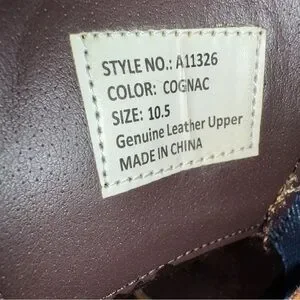 STYLE NO.: A11326
COLOR: COGNAC
SIZE: 10.5
Genuine Leather Upper
MADE IN CHINA